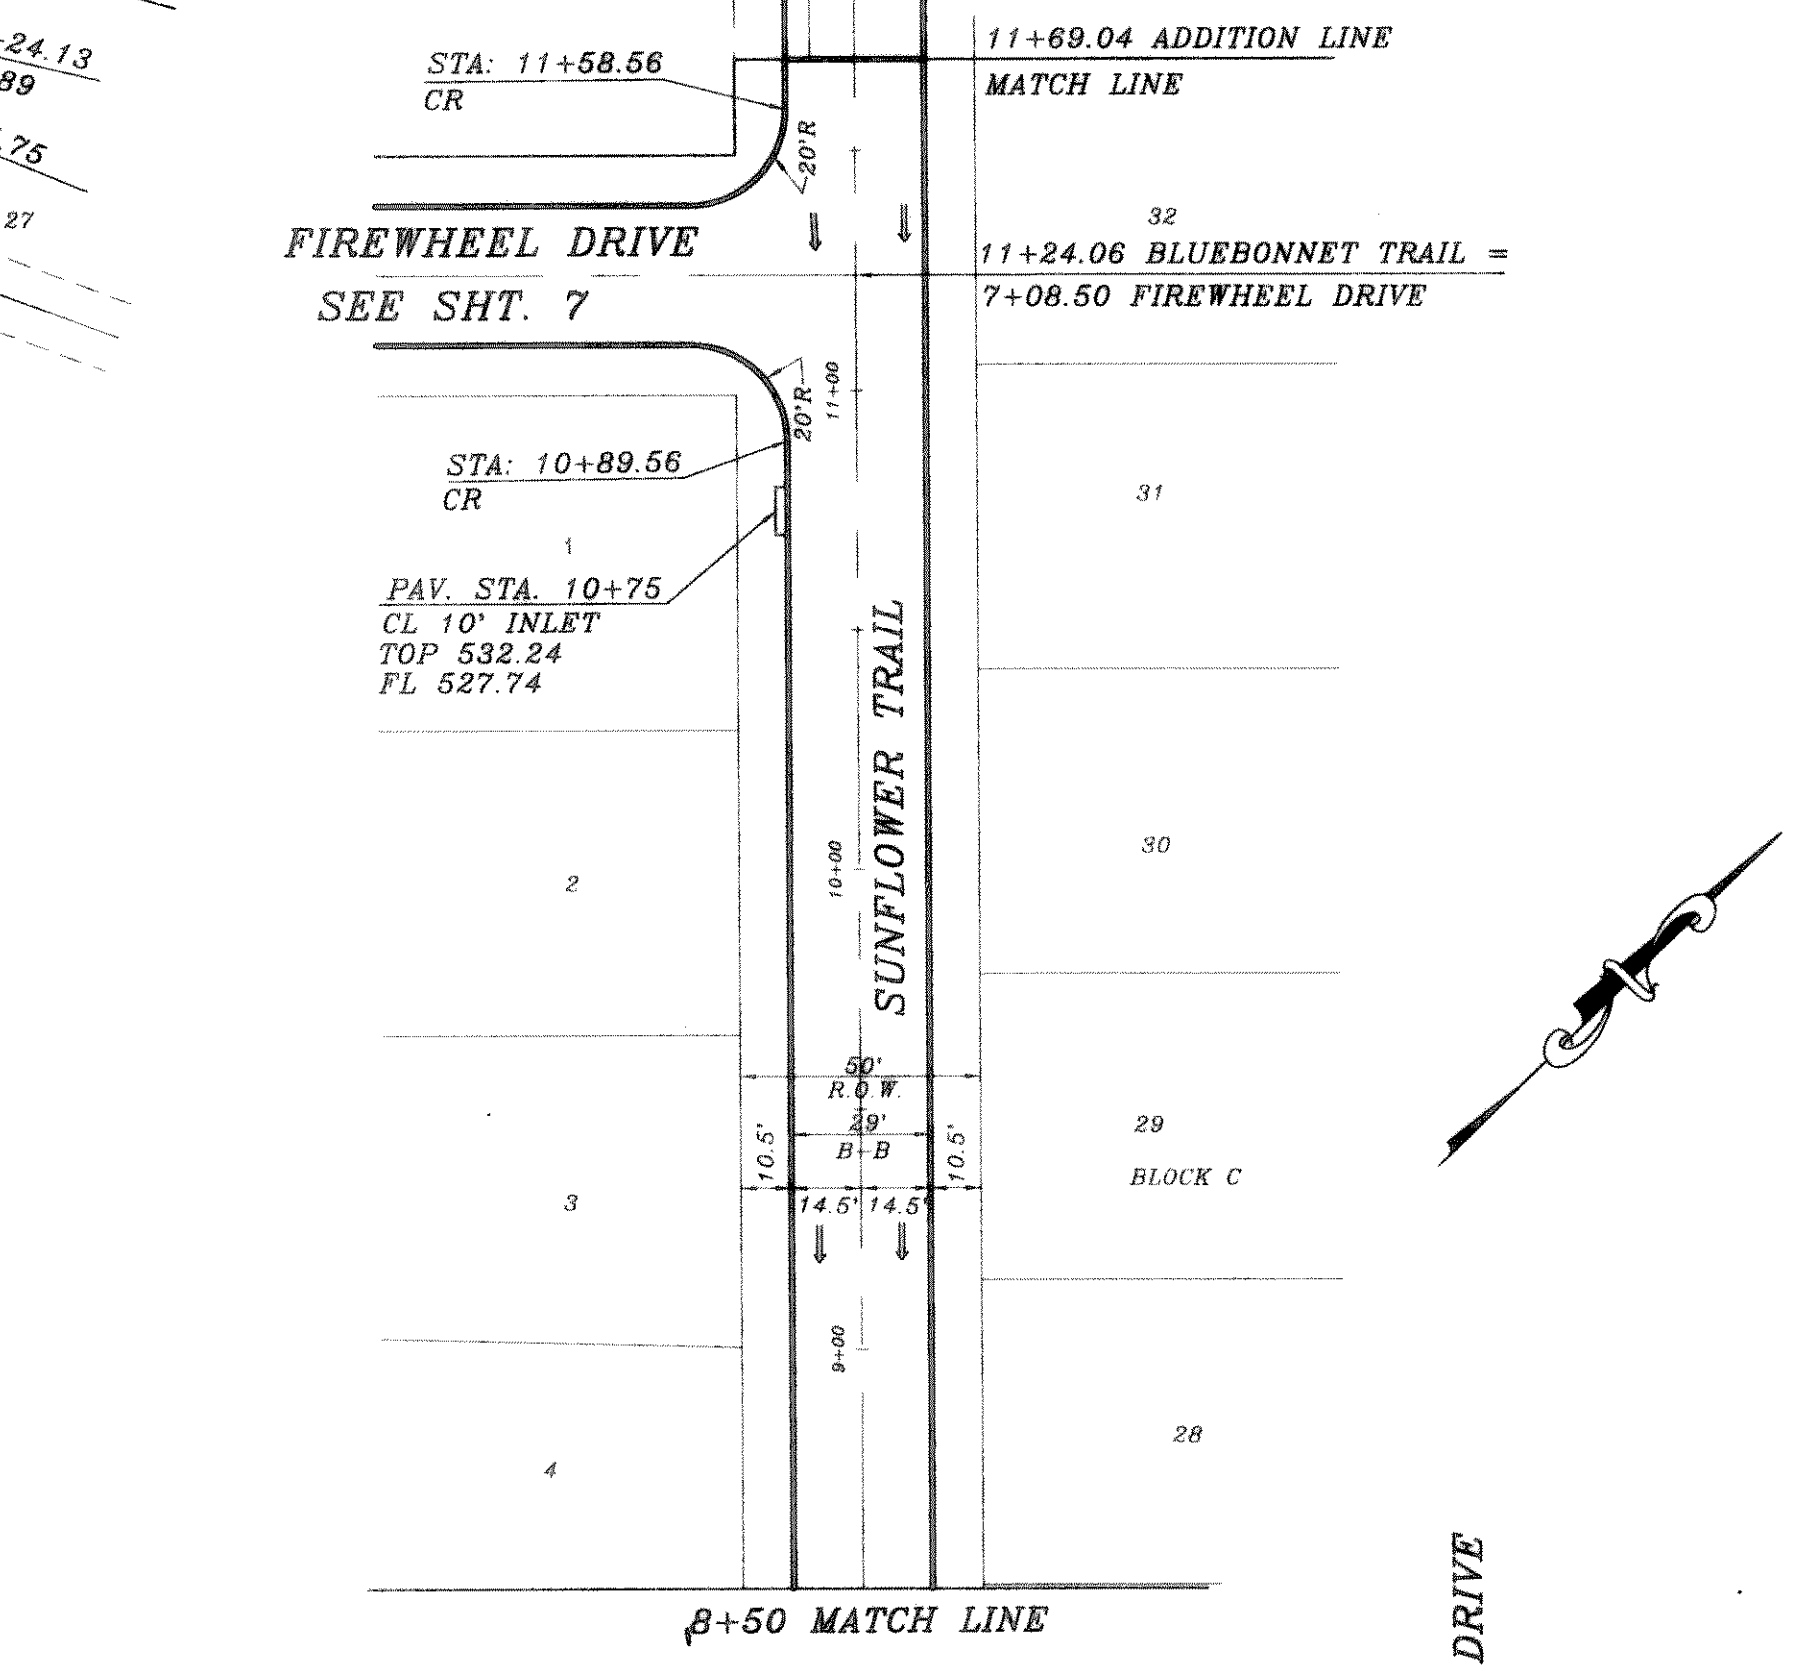 -24.13
89
.75
27
STA: 11+58.56
CR
20'R
11+69.04 ADDITION LINE
MATCH LINE
32
FIREWHEEL DRIVE
SEE SHT. 7
11+24.06 BLUEBONNET TRAIL =
7+08.50 FIREWHEEL DRIVE
20'R
11+00
STA: 10+89.56
CR
31
1
PAV. STA. 10+75
CL 10' INLET
TOP 532.24
FL 527.74
SUNFLOWER TRAIL
10+00
2
30
50'
R.O.W.
29'
B-B
10.5'
10.5'
14.5' 14.5'
29
BLOCK C
3
9+00
28
4
8+50 MATCH LINE
DRIVE